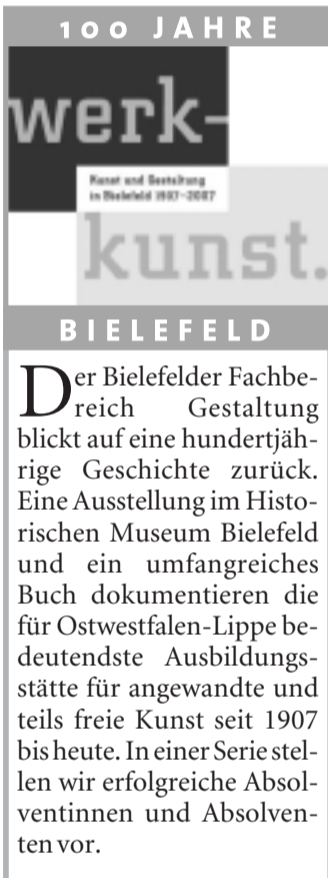 100 JAHRE
werk-
Kunst und Gestaltung
in Bielefeld 1907–2007
kunst.
BIELEFELD
Der Bielefelder Fachbe-
reich Gestaltung
blickt auf eine hundertjäh-
rige Geschichte zurück.
Eine Ausstellung im Histo-
rischen Museum Bielefeld
und ein umfangreiches
Buch dokumentieren die
für Ostwestfalen-Lippe be-
deutendste Ausbildungs-
stätte für angewandte und
teils freie Kunst seit 1907
bis heute. In einer Serie stel-
len wir erfolgreiche Absol-
ventinnen und Absolven-
ten vor.